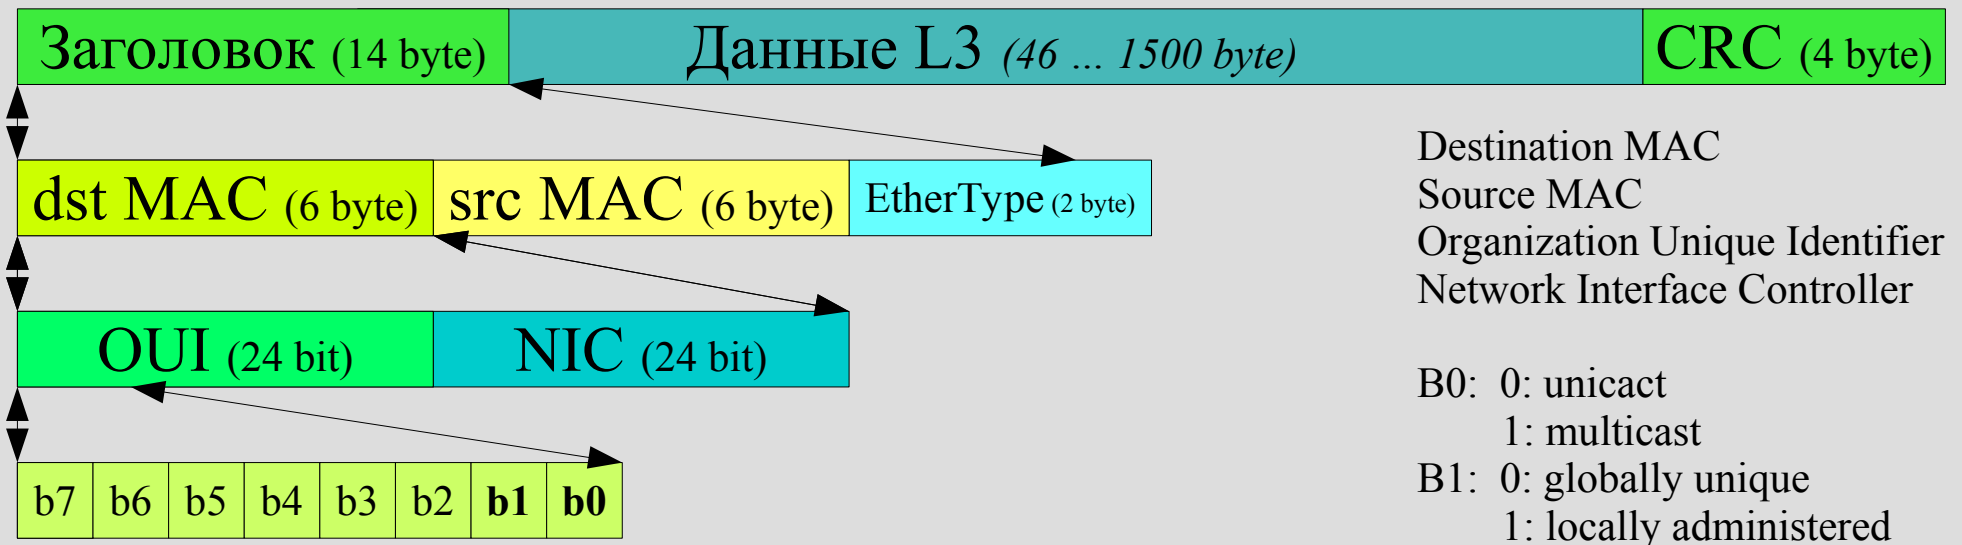 Заголовок (14 byte) Данные L3 (46 ... 1500 byte) CRC (4 byte)
dst MAC (6 byte) src MAC (6 byte) EtherType (2 byte)
OUI (24 bit) NIC (24 bit)
b7 b6 b5 b4 b3 b2 b1 b0
Destination MAC
Source MAC
Organization Unique Identifier
Network Interface Controller
B0: 0: unicact
1: multicast
B1: 0: globally unique
1: locally administered